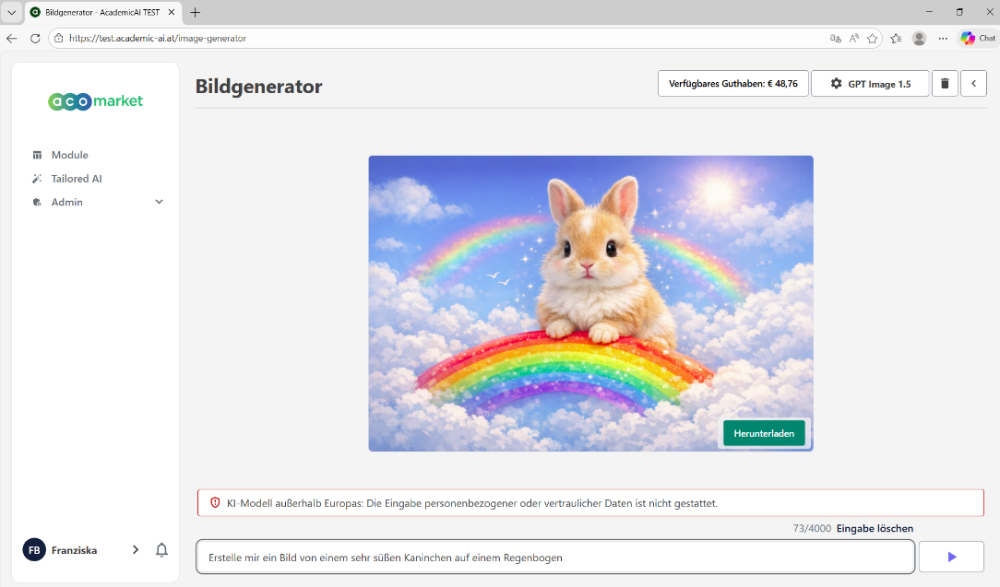 Bildgenerator - AcademicAI TEST
https://test.academic-ai.at/image-generator
Chat
aco market
Module
Tailored AI
Admin
Bildgenerator
Verfügbares Guthaben: € 48,76
GPT Image 1.5
Herunterladen
KI-Modell außerhalb Europas: Die Eingabe personenbezogener oder vertraulicher Daten ist nicht gestattet.
73/4000 Eingabe löschen
Erstelle mir ein Bild von einem sehr süßen Kaninchen auf einem Regenbogen
FB Franziska